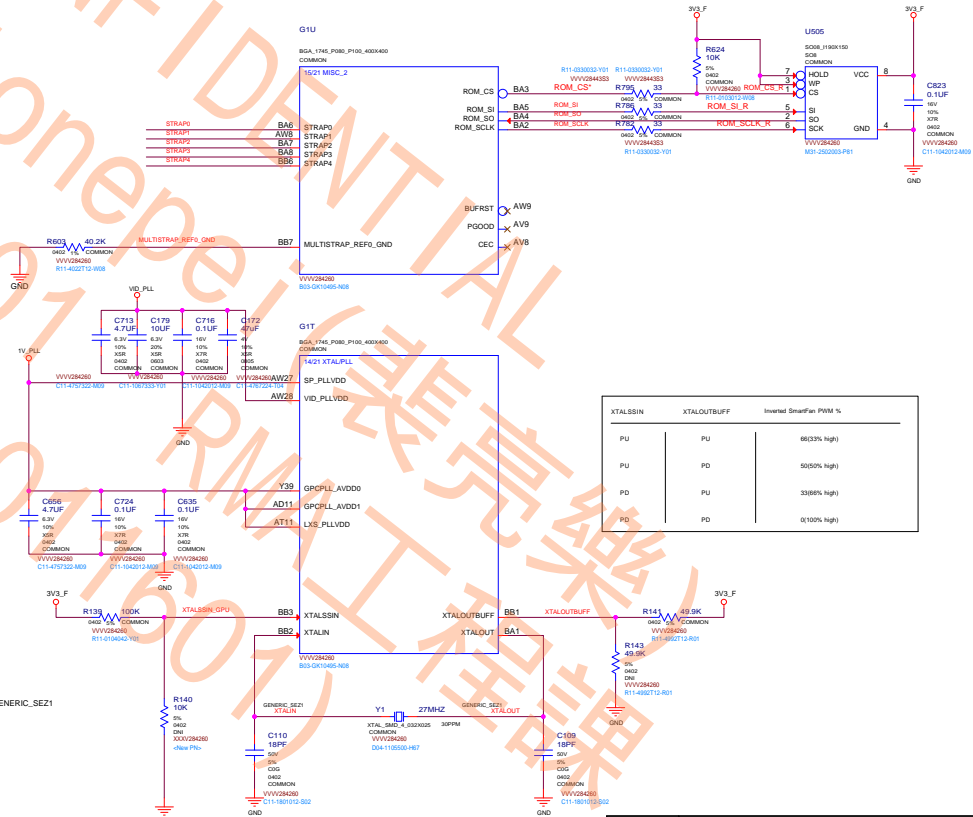 G1U
BGA_1745_P080_P100_400X400
COMMON
15/21 MISC_2
ROM_CS
BA3
ROM_SI
BA5
ROM_SO
BA4
ROM_SCLK
BA2
STRAP0
BA6
STRAP0
STRAP1
AW8
STRAP1
STRAP2
BA7
STRAP2
STRAP3
BA8
STRAP3
STRAP4
BB6
STRAP4
BUFRST
AW9
PGOOD
AV9
CEC
AV8
R603
40.2K
0402
1%
COMMON
VVVV284260
R11-4022T12-W08
MULTISTRAP_REF0_GND
BB7
MULTISTRAP_REF0_GND
GND
VVVV284260
B03-GK10495-N08
3V3_F
R624
10K
5%
0402
COMMON
VVVV284260
R11-0103012-W08
R11-0330032-Y01
R11-0330032-Y01
VVVV2844S3
VVVV2844S3
ROM_CS*
R795
33
0402
5%
COMMON
ROM_CS_R
ROM_SI
R786
33
0402
5%
COMMON
ROM_SI_R
ROM_SO
ROM_SCLK
R782
33
0402
5%
COMMON
ROM_SCLK_R
VVVV2844S3
R11-0330032-Y01
U505
SO08_I190X150
SO8
COMMON
7
HOLD
3
WP
1
CS
5
SI
2
SO
6
SCK
VCC
8
GND
4
VVVV284260
M31-2502003-P81
3V3_F
C823
0.1UF
16V
10%
X7R
0402
COMMON
VVVV284260
C11-1042012-M09
GND
VID_PLL
C713
4.7UF
6.3V
10%
X5R
0402
COMMON
C179
10UF
6.3V
20%
X5R
0603
COMMON
C716
0.1UF
16V
10%
X7R
0402
COMMON
C172
47uF
4V
X5R
0805
COMMON
VVVV284260
VVVV284260
VVVV284260
VVVV284260
C11-4757322-M09
C11-1067333-Y01
C11-1042012-M09
C11-4767224-T04
GND
1V_PLL
G1T
BGA_1745_P080_P100_400X400
COMMON
14/21 XTAL/PLL
AW27
SP_PLLVDD
AW28
VID_PLLVDD
Y39
GPCPLL_AVDD0
AD11
GPCPLL_AVDD1
AT11
LXS_PLLVDD
C656
4.7UF
6.3V
10%
X5R
0402
COMMON
VVVV284260
C11-4757322-M09
C724
0.1UF
16V
10%
X7R
0402
COMMON
VVVV284260
C11-1042012-M09
C635
0.1UF
16V
10%
X7R
0402
COMMON
VVVV284260
C11-1042012-M09
GND
XTALSSIN
XTALOUTBUFF
Inverted SmartFan PWM %
PU
PU
66(33% high)
PU
PD
50(50% high)
PD
PU
33(66% high)
PD
PD
0(100% high)
3V3_F
R139
100K
0402
5%
COMMON
VVVV284260
R11-0104042-Y01
XTALSSIN_GPU
BB3
XTALSSIN
BB2
XTALIN
XTALOUTBUFF
BB1
XTALOUT
BA1
VVVV284260
B03-GK10495-N08
XTALOUTBUFF
R141
49.9K
0402
5%
COMMON
VVVV284260
R11-4992T12-R01
3V3_F
R143
49.9K
5%
0402
DNI
VVVV284260
R11-4992T12-R01
GND
ENERIC_SEZ1
R140
10K
5%
0402
DNI
XXXV284260
<New PN>
GENERIC_SEZ1
XTALIN
Y1
27MHZ
XTAL_SMD_4_032X025
30PPM
COMMON
VVVV284260
D04-1105500-H67
GENERIC_SEZ1
XTALOUT
C110
18PF
50V
5%
C0G
0402
COMMON
VVVV284260
C11-1801012-S02
GND
C109
18PF
50V
5%
C0G
0402
COMMON
VVVV284260
C11-1801012-S02
GND
RMA工程課